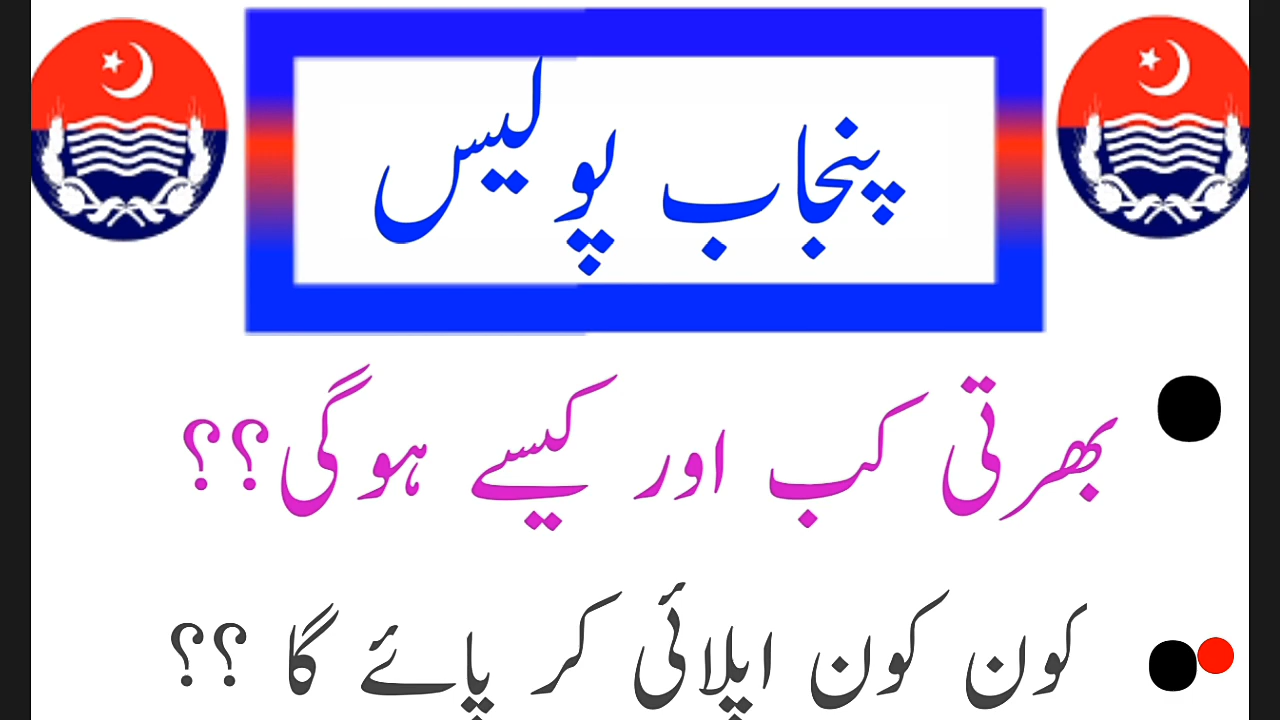 پنجاب پولیس
بھرتی کب اور کیسے ہوگی؟؟
کون کون اپلائی کر پائے گا ؟؟